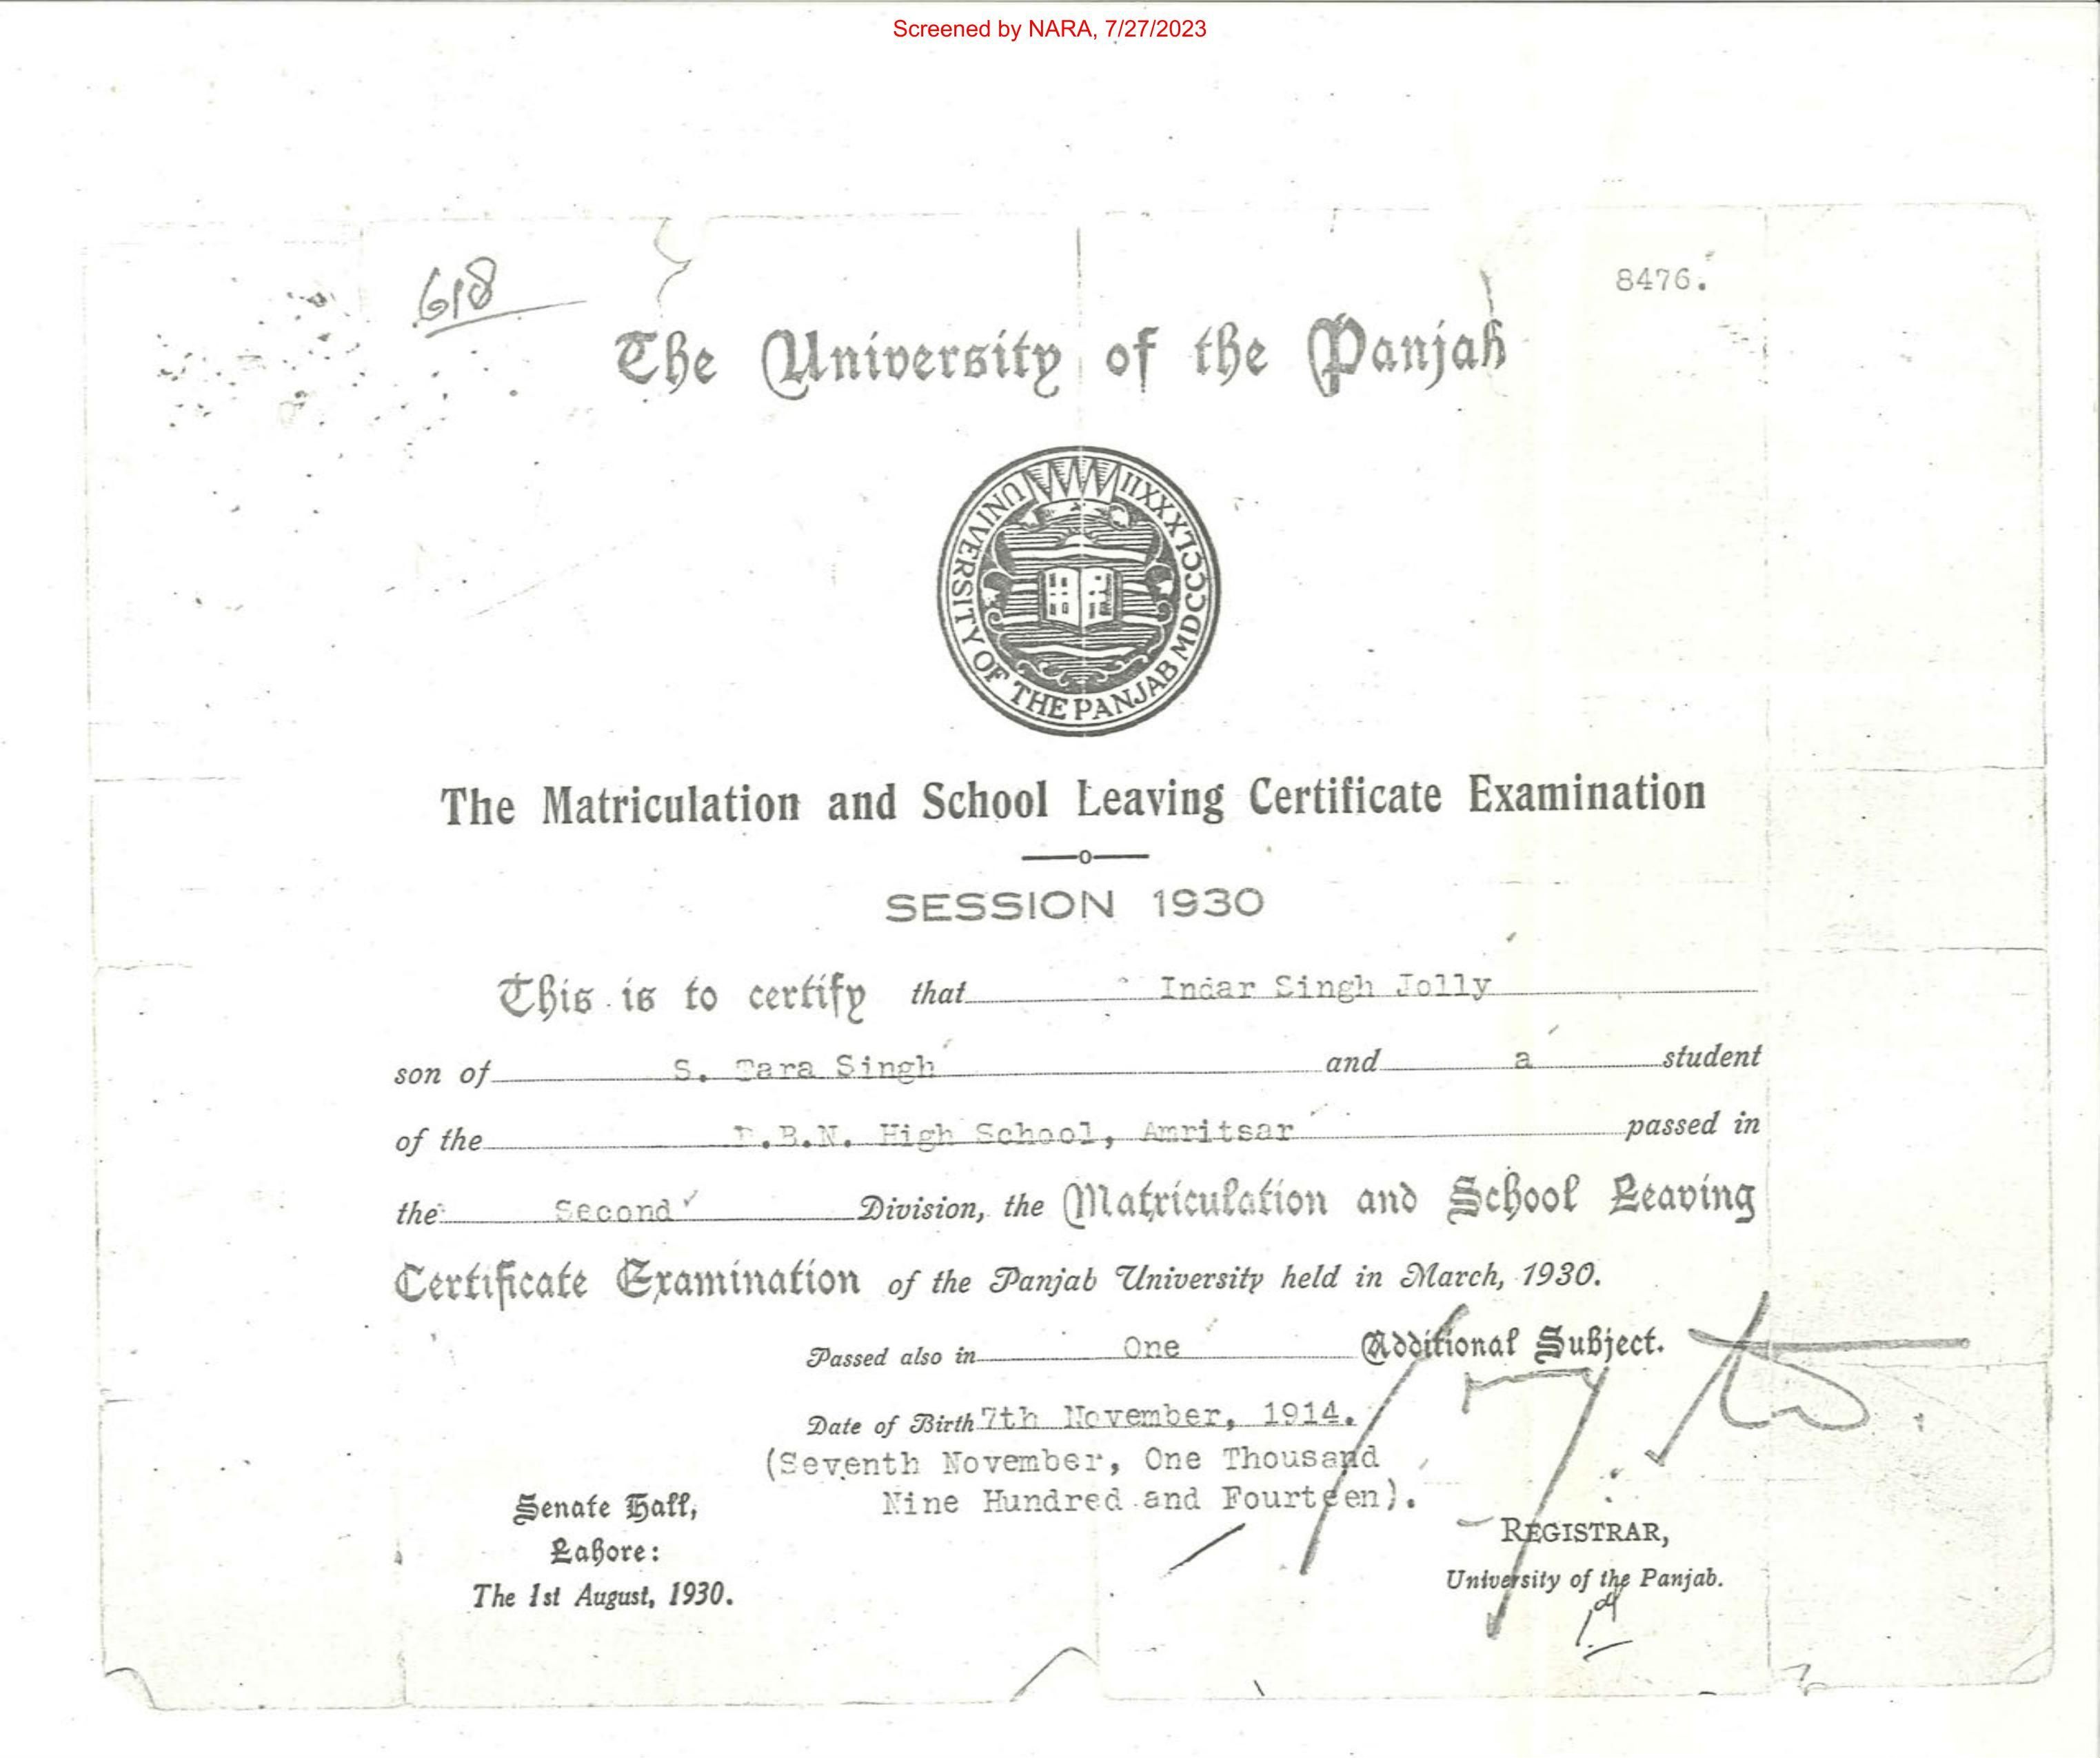 Screened by NARA, 7/27/2023
618
8476.
The University of the Panjab
UNIVERSITY OF THE PANJAB MDCCCLXXXII
The Matriculation and School Leaving Certificate Examination
SESSION 1930
This is to certify that Indar Singh Jolly
son of S. Tara Singh and a student
of the .B.N. High School, Amritsar passed in
the Second Division, the Matriculation and School Leaving
Certificate Examination of the Panjab University held in March, 1930.
Passed also in One Additional Subject.
Date of Birth 7th November, 1914.
(Seventh November, One Thousand
Nine Hundred and Fourteen).
Senate Hall,
Lahore:
The 1st August, 1930.
REGISTRAR,
University of the Panjab.